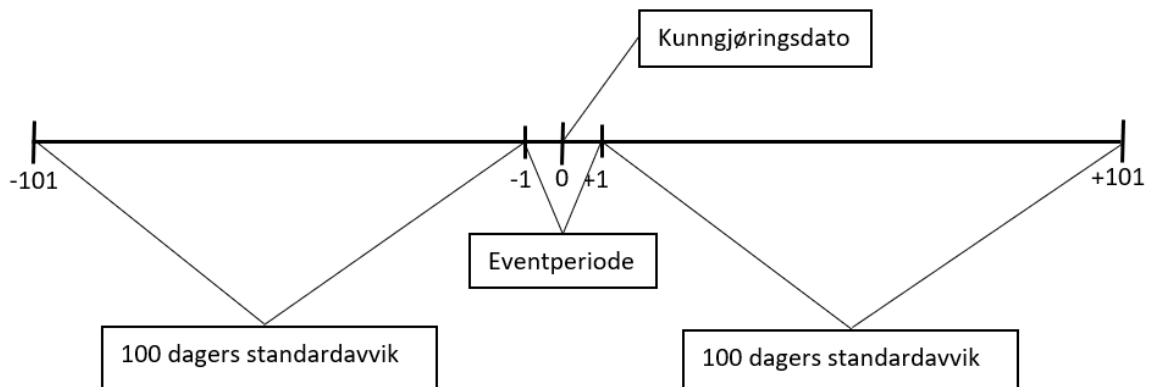 Kunngjøringsdato
-101
-1
0
+1
+101
Eventperiode
100 dagers standardavvik
100 dagers standardavvik